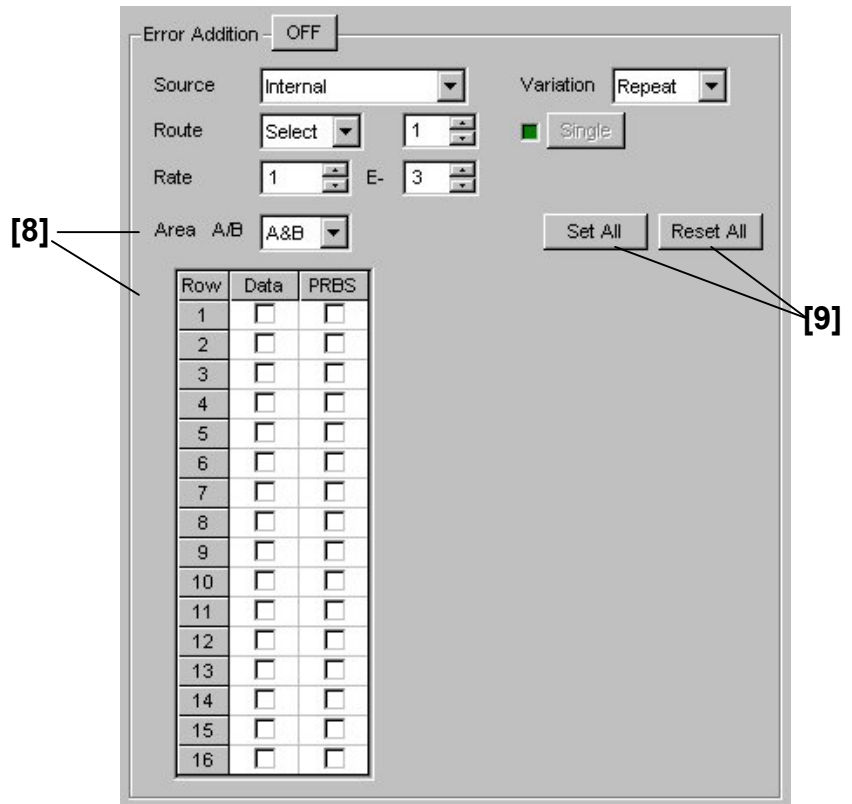 Error Addition OFF
Source Internal Variation Repeat
Route Select 1 Single
Rate 1 E- 3
[8] Area A/B A&B Set All Reset All
Row Data PRBS
1
[9]
2
3
4
5
6
7
8
9
10
11
12
13
14
15
16